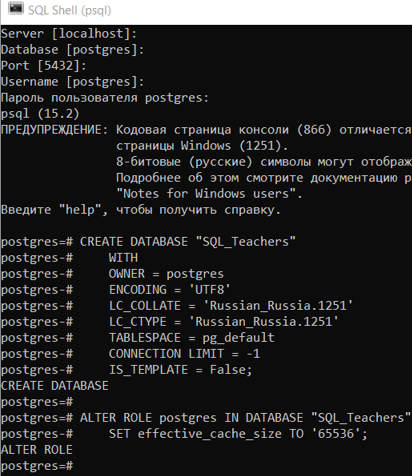 SQL Shell (psql)
Server [localhost]:
Database [postgres]:
Port [5432]:
Username [postgres]:
Пароль пользователя postgres:
psql (15.2)
ПРЕДУПРЕЖДЕНИЕ: Кодовая страница консоли (866) отличается
страницы Windows (1251).
8-битовые (русские) символы могут отображ
Подробнее об этом смотрите документацию p
"Notes for Windows users".
Введите "help", чтобы получить справку.
postgres=# CREATE DATABASE "SQL_Teachers"
postgres-#     WITH
postgres-#     OWNER = postgres
postgres-#     ENCODING = 'UTF8'
postgres-#     LC_COLLATE = 'Russian_Russia.1251'
postgres-#     LC_CTYPE = 'Russian_Russia.1251'
postgres-#     TABLESPACE = pg_default
postgres-#     CONNECTION LIMIT = -1
postgres-#     IS_TEMPLATE = False;
CREATE DATABASE
postgres=#
postgres=# ALTER ROLE postgres IN DATABASE "SQL_Teachers"
postgres-#     SET effective_cache_size TO '65536';
ALTER ROLE
postgres=#